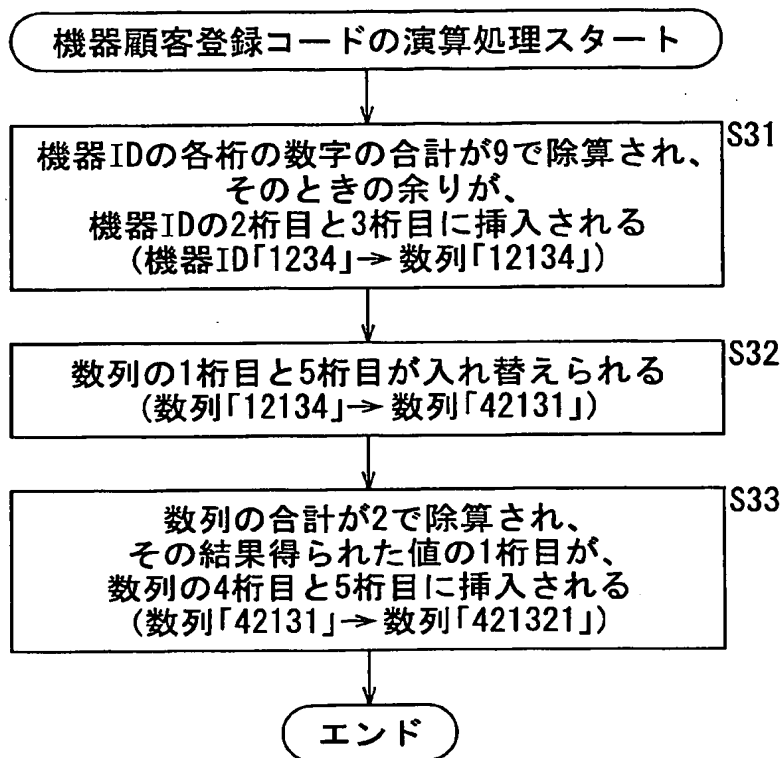 機器顧客登録コードの演算処理スタート
機器IDの各桁の数字の合計が9で除算され、
S31
そのときの余りが、
機器IDの2桁目と3桁目に挿入される
(機器ID「1234」→数列「12134」)
数列の1桁目と5桁目が入れ替えられる
S32
(数列「12134」→数列「42131」)
数列の合計が2で除算され、
S33
その結果得られた値の1桁目が、
数列の4桁目と5桁目に挿入される
(数列「42131」→数列「421321」)
エンド